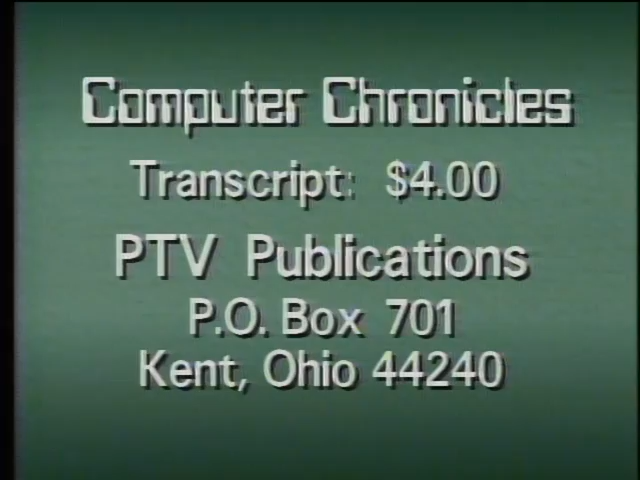 Computer Chronicles
Transcript: $4.00
PTV Publications
P.O. Box 701
Kent, Ohio 44240